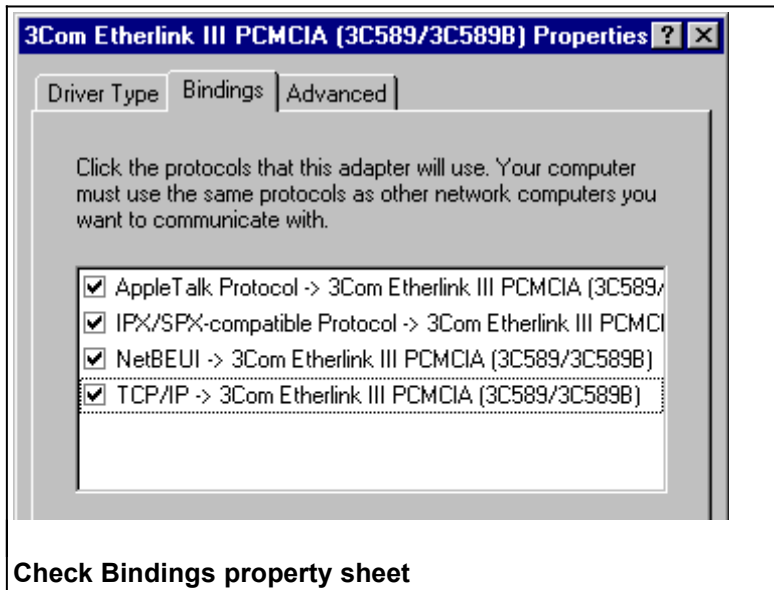 3Com Etherlink III PCMCIA (3C589/3C589B) Properties ? X
Driver Type Bindings Advanced
Click the protocols that this adapter will use. Your computer
must use the same protocols as other network computers you
want to communicate with.
AppleTalk Protocol -> 3Com Etherlink III PCMCIA (3C589/
IPX/SPX-compatible Protocol -> 3Com Etherlink III PCMCI
NetBEUI -> 3Com Etherlink III PCMCIA (3C589/3C589B)
TCP/IP -> 3Com Etherlink III PCMCIA (3C589/3C589B)
Check Bindings property sheet